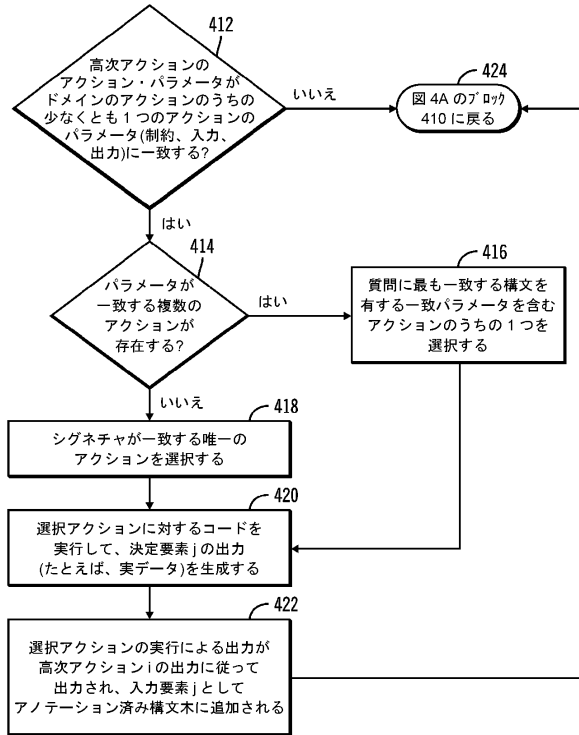 412
高次アクションの
アクション・パラメータが
ドメインのアクションのうちの
少なくとも1つのアクションの
パラメータ(制約、入力、
出力)に一致する?
いいえ
424
図 4A のブロック
410 に戻る
はい
414
パラメータが
一致する複数の
アクションが
存在する?
はい
416
質問に最も一致する構文を
有する一致パラメータを含む
アクションのうちの1つを
選択する
いいえ
418
シグネチャが一致する唯一の
アクションを選択する
420
選択アクションに対するコードを
実行して、決定要素 j の出力
(たとえば、実データ)を生成する
422
選択アクションの実行による出力が
高次アクション i の出力に従って
出力され、入力要素 j として
アノテーション済み構文木に追加される